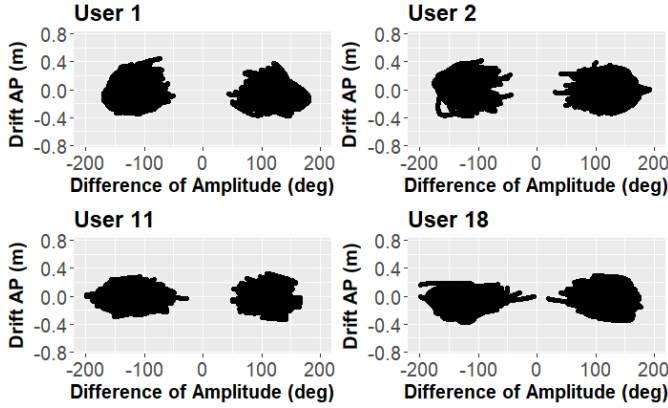 User 1
0.8
0.4
0.0
-0.4
-0.8
Drift AP (m)
-200 -100 0 100 200
Difference of Amplitude (deg)
User 2
0.8
0.4
0.0
-0.4
-0.8
Drift AP (m)
-200 -100 0 100 200
Difference of Amplitude (deg)
User 11
0.8
0.4
0.0
-0.4
-0.8
Drift AP (m)
-200 -100 0 100 200
Difference of Amplitude (deg)
User 18
0.8
0.4
0.0
-0.4
-0.8
Drift AP (m)
-200 -100 0 100 200
Difference of Amplitude (deg)